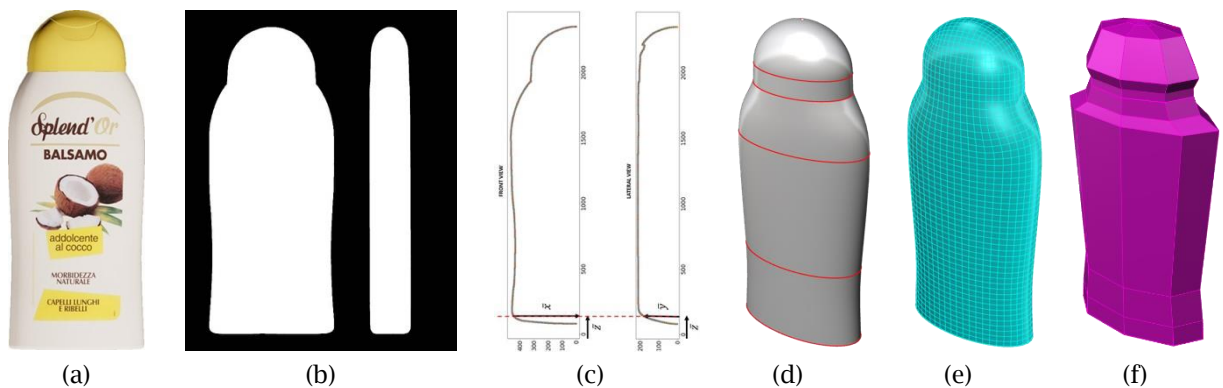 Splend'Or
BALSAMO
addolcente
al cocco
MORBIDEZZA
NATURALE
CAPELLI LUNGHI
E RIBELLI
FRONT VIEW
400
300
200
100
0
0
500
1000
1500
2000
x̄
z̄
LATERAL VIEW
200
100
0
0
500
1000
1500
2000
ȳ
z̄
(a)
(b)
(c)
(d)
(e)
(f)